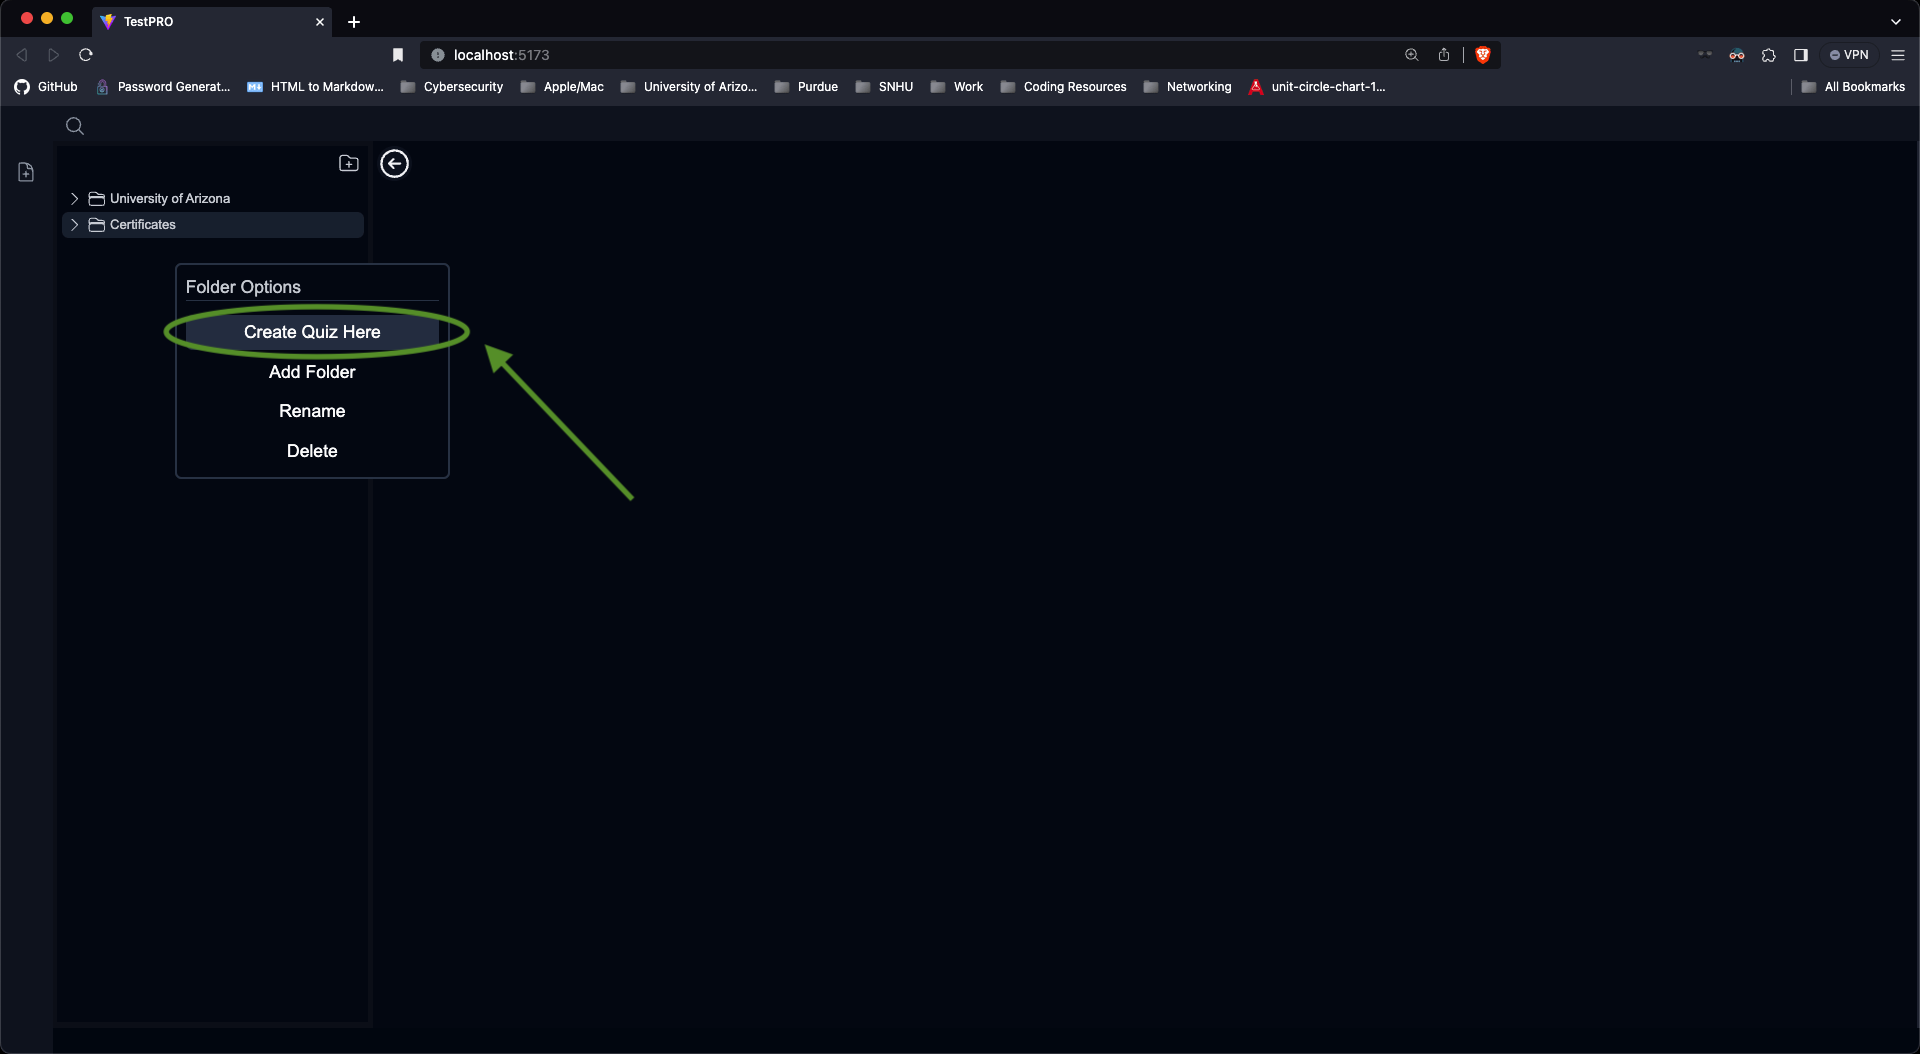 TestPRO
localhost:5173
VPN
GitHub
Password Generat...
HTML to Markdow...
Cybersecurity
Apple/Mac
University of Arizo...
Purdue
SNHU
Work
Coding Resources
Networking
unit-circle-chart-1...
All Bookmarks
University of Arizona
Certificates
Folder Options
Create Quiz Here
Add Folder
Rename
Delete